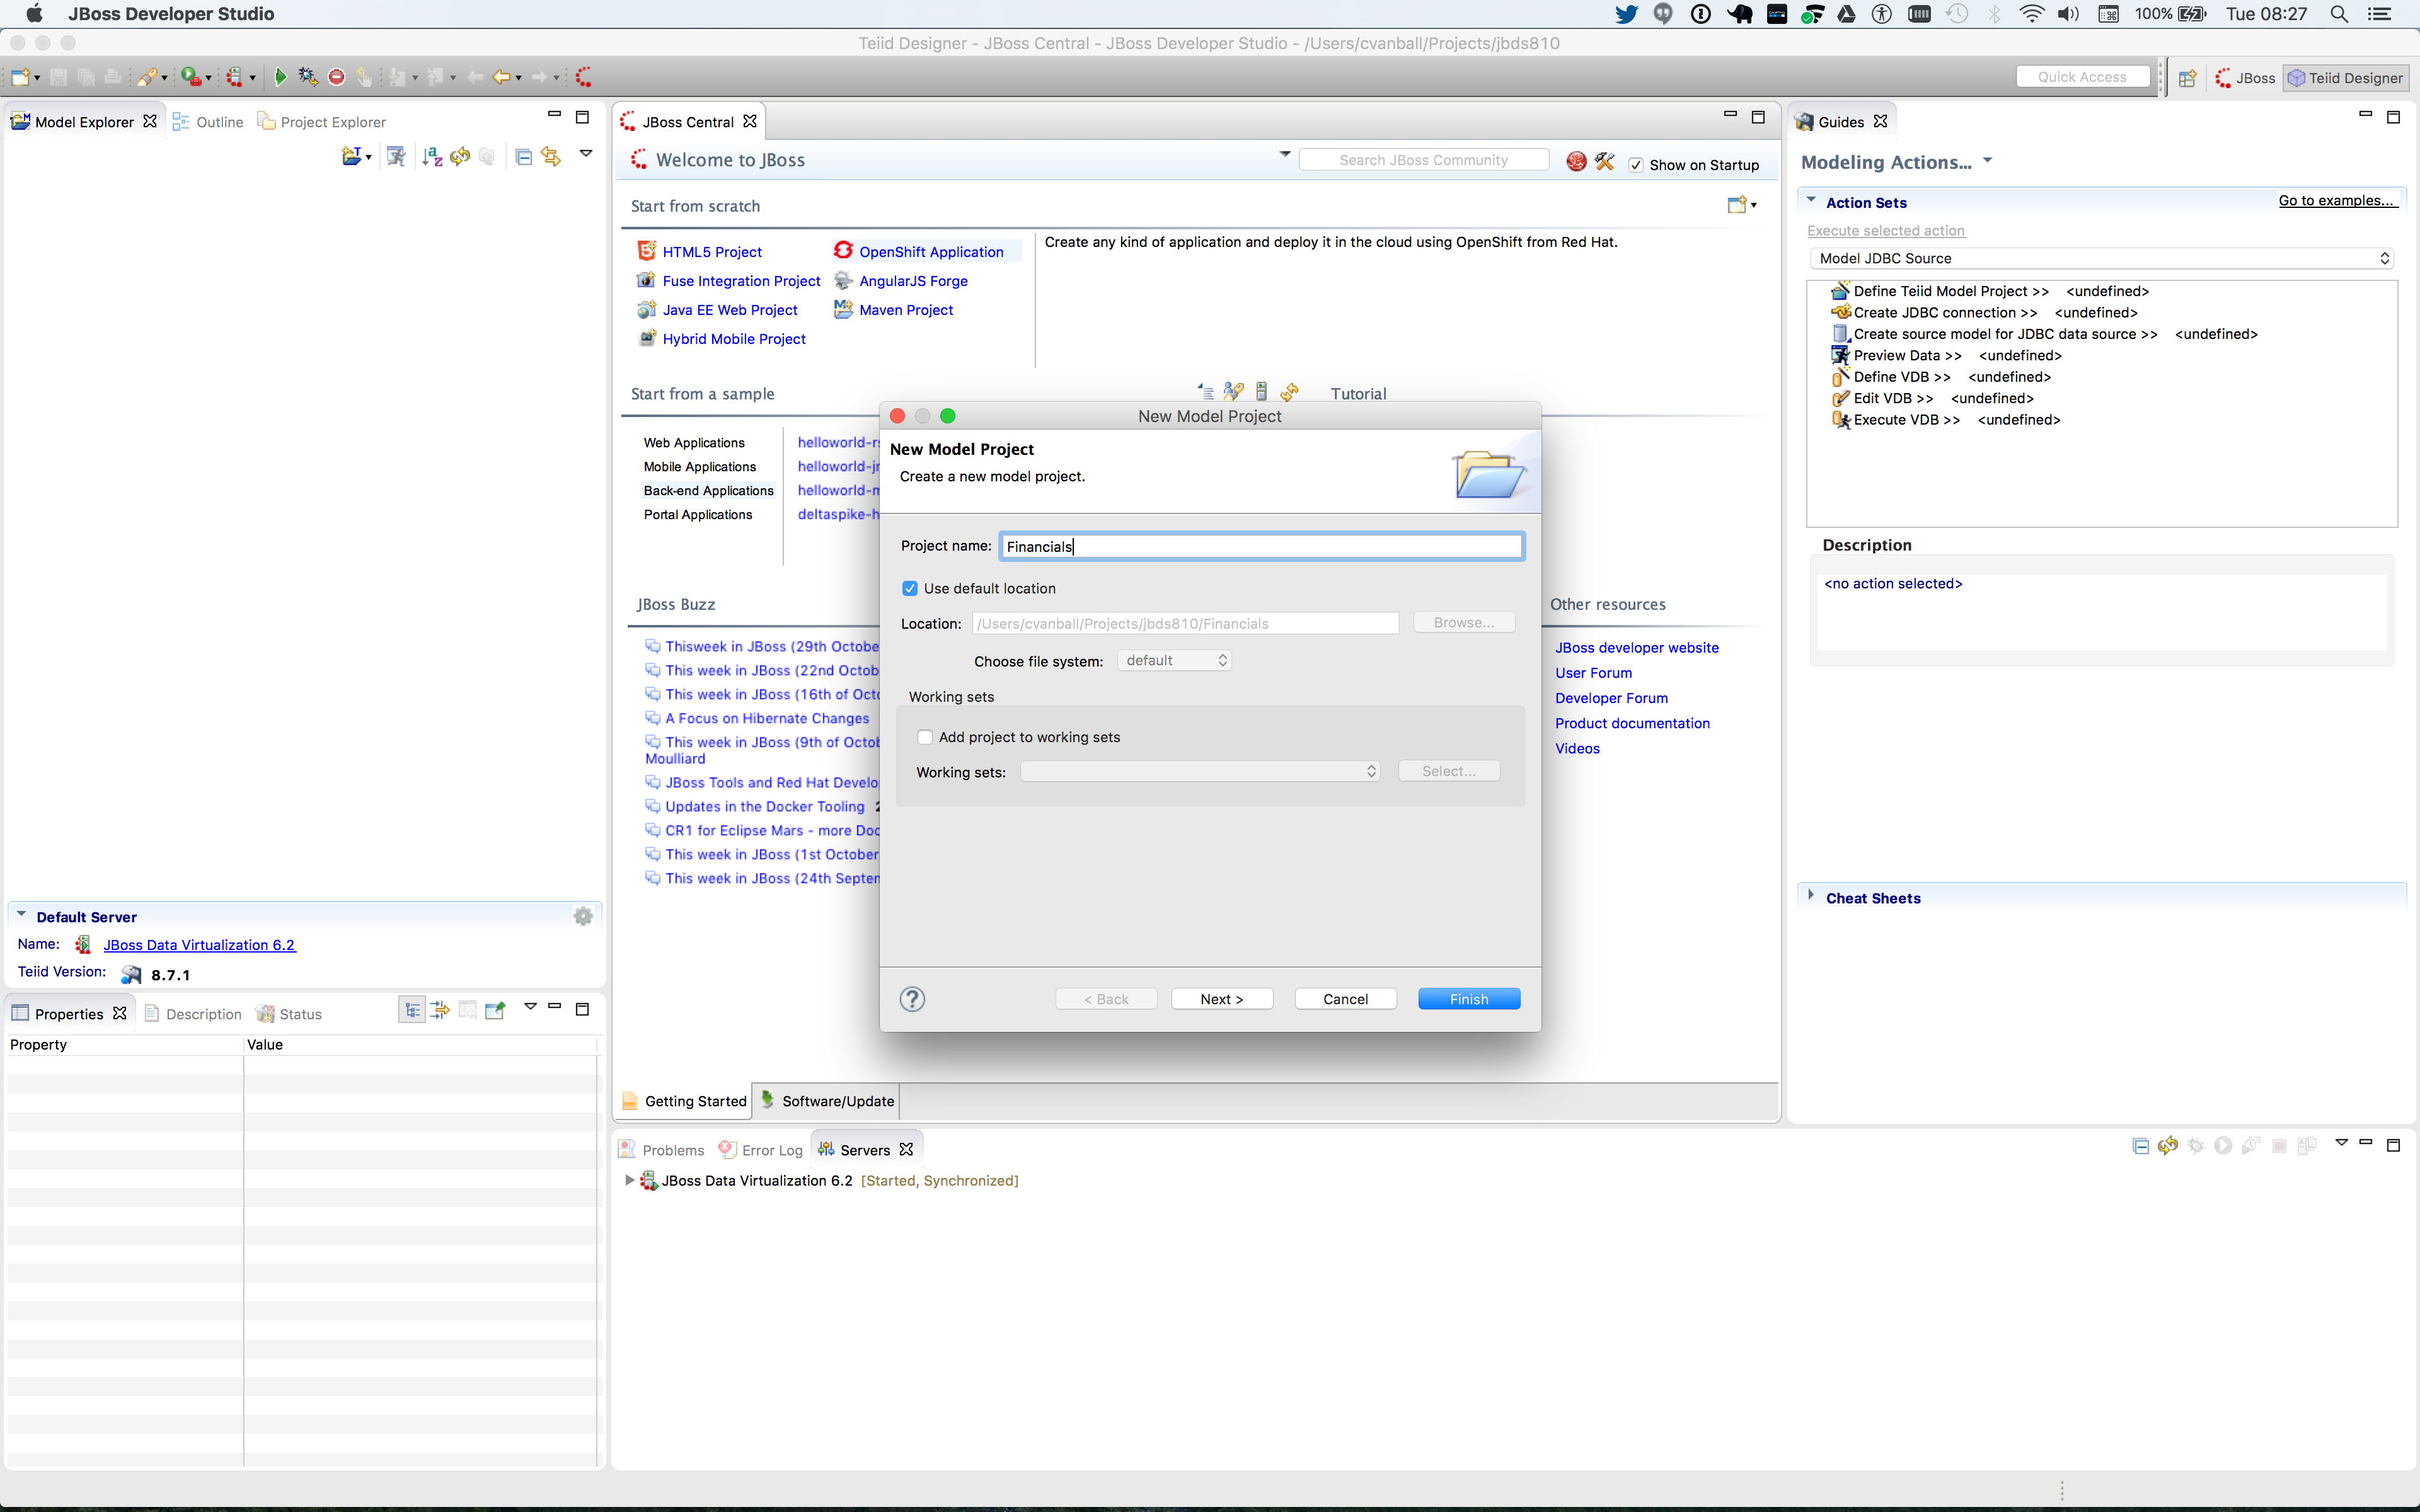 JBoss Developer Studio
100%
Tue 08:27
Teiid Designer - JBoss Central - JBoss Developer Studio - /Users/cvanball/Projects/jbds810
Quick Access
JBoss
Teiid Designer
Model Explorer
Outline
Project Explorer
Default Server
Name: JBoss Data Virtualization 6.2
Teiid Version: 8.7.1
Properties
Description
Status
Property Value
JBoss Central
Welcome to JBoss
Search JBoss Community
Show on Startup
Start from scratch
HTML5 Project
OpenShift Application
Fuse Integration Project
AngularJS Forge
Java EE Web Project
Maven Project
Hybrid Mobile Project
Create any kind of application and deploy it in the cloud using OpenShift from Red Hat.
Start from a sample
Tutorial
Web Applications
Mobile Applications
Back-end Applications
Portal Applications
helloworld-rs
helloworld-jm
helloworld-m
deltaspike-h
JBoss Buzz
Thisweek in JBoss (29th Octobe
This week in JBoss (22nd Octob
This week in JBoss (16th of Octo
A Focus on Hibernate Changes
This week in JBoss (9th of Octob
Moulliard
JBoss Tools and Red Hat Develo
Updates in the Docker Tooling 2
CR1 for Eclipse Mars - more Doc
This week in JBoss (1st October
This week in JBoss (24th Septen
Other resources
JBoss developer website
User Forum
Developer Forum
Product documentation
Videos
Getting Started
Software/Update
New Model Project
New Model Project
Create a new model project.
Project name: Financials
Use default location
Location: /Users/cvanball/Projects/jbds810/Financials
Browse...
Choose file system: default
Working sets
Add project to working sets
Working sets:
Select...
?
< Back
Next >
Cancel
Finish
Problems
Error Log
Servers
JBoss Data Virtualization 6.2 [Started, Synchronized]
Guides
Modeling Actions...
Action Sets
Go to examples...
Execute selected action
Model JDBC Source
Define Teiid Model Project >> <undefined>
Create JDBC connection >> <undefined>
Create source model for JDBC data source >> <undefined>
Preview Data >> <undefined>
Define VDB >> <undefined>
Edit VDB >> <undefined>
Execute VDB >> <undefined>
Description
<no action selected>
Cheat Sheets